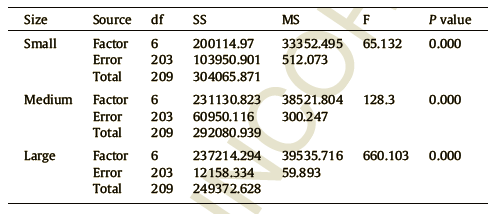 Size Source df SS MS F P value
Small Factor 6 200114.97 33352.495 65.132 0.000
Error 203 103950.901 512.073
Total 209 304065.871
Medium Factor 6 231130.823 38521.804 128.3 0.000
Error 203 60950.116 300.247
Total 209 292080.939
Large Factor 6 237214.294 39535.716 660.103 0.000
Error 203 12158.334 59.893
Total 209 249372.628
INCOR